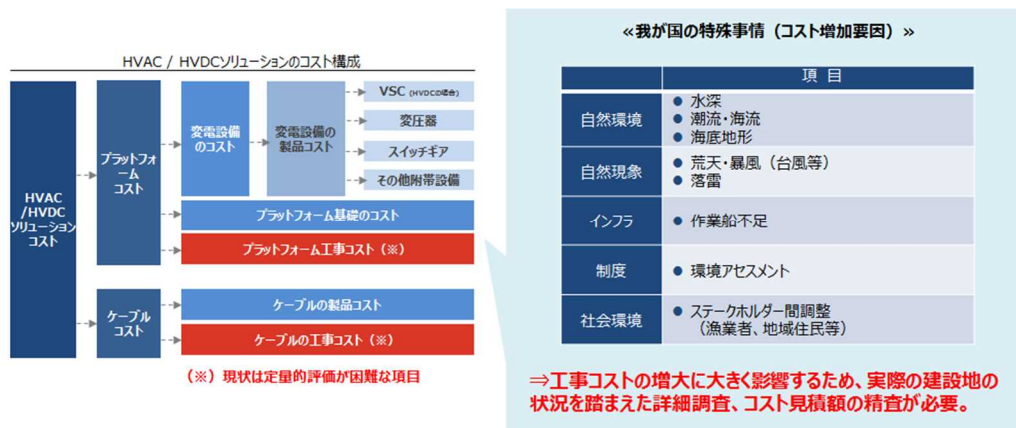 HVAC / HVDCソリューションのコスト構成
HVAC
/HVDC
ソリューション
コスト
プラットフォ
ーム
コスト
変電設備
のコスト
変電設備の
製品コスト
VSC (HVDCの場合)
変圧器
スイッチギア
その他附帯設備
プラットフォーム基礎のコスト
プラットフォーム工事コスト（※）
ケーブル
コスト
ケーブルの製品コスト
ケーブルの工事コスト（※）
（※）現状は定量的評価が困難な項目
≪我が国の特殊事情（コスト増加要因）≫
項目
自然環境
● 水深
● 潮流・海流
● 海底地形
自然現象
● 荒天・暴風（台風等）
● 落雷
インフラ
● 作業船不足
制度
● 環境アセスメント
社会環境
● ステークホルダー間調整
（漁業者、地域住民等）
⇒工事コストの増大に大きく影響するため、実際の建設地の
状況を踏まえた詳細調査、コスト見積額の精査が必要。